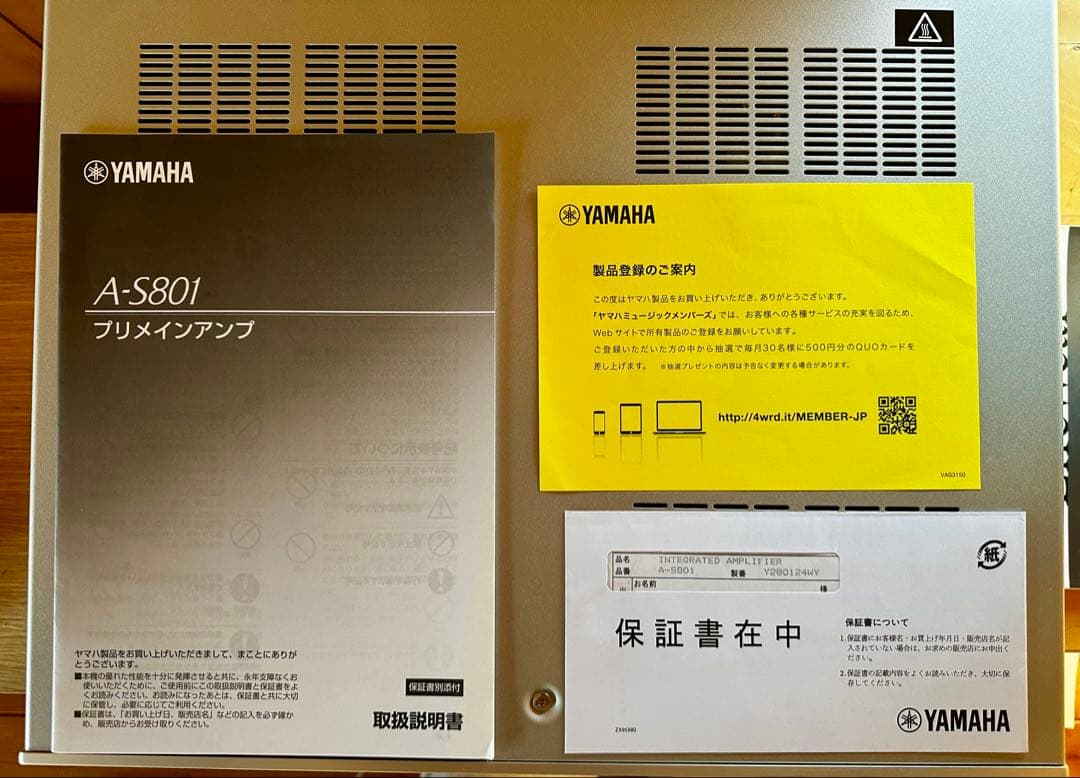 YAMAHA
A-S801
プリメインアンプ
ヤマハ製品をお買い上げいただきまして、まことにありが
とうございます。
■本機の優れた性能を十分に発揮させると共に、永年支障なくお
使いいただくために、ご使用前にこの取扱説明書と保証書をよ
くお読みください。お読みになったあとは、保証書と共に大切
に保管し、必要に応じてご利用ください。
■保証書は、「お買い上げ日、販売店名」などの記入を必ず確か
め、販売店からお受け取りください。
保証書別添付
取扱説明書
YAMAHA
製品登録のご案内
この度はヤマハ製品をお買い上げいただき、ありがとうございます。
「ヤマハミュージックメンバーズ」では、お客様への各種サービスの充実を図るため、
Web サイトで所有製品のご登録をお願いしています。
ご登録いただいた方の中から抽選で毎月30名様に500円分のQUOカードを
差し上げます。 ※抽選プレゼントの内容は予告なく変更する場合があります。
http://4wrd.it/MEMBER-JP
VAS3150
品名 INTEGRATED AMPLIFIER
品番 A-S801 製番 Y280124WY
お名前 様
紙
保証書在中
保証書について
1.保証書にお客様名・お買上げ年月日・販売店名が記
入されていない場合は、お求めの販売店にお申出く
ださい。
2.保証書の記載内容をよくお読みいただき、大切に保
存してください。
ZX95980
YAMAHA